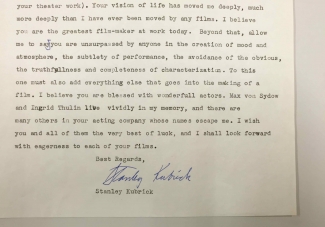 your theater work). Your vision of life has moved me deeply, much
more deeply than I have ever been moved by any films. I believe
you are the greatest film-maker at work today. Beyond that, allow
me to say you are unsurpassed by anyone in the creation of mood and
atmosphere, the subtlety of performance, the avoidance of the obvious,
the truthfullness and completeness of characterization. To this
one must also add everything else that goes into the making of a
film. I believe you are blessed with wonderfull actors. Max von Sydow
and Ingrid Thulin live vividly in my memory, and there are
many others in your acting company whose names escape me. I wish
you and all of them the very best of luck, and I shall look forward
with eagerness to each of your films.
Best Regards,
Stanley Kubrick
Stanley Kubrick